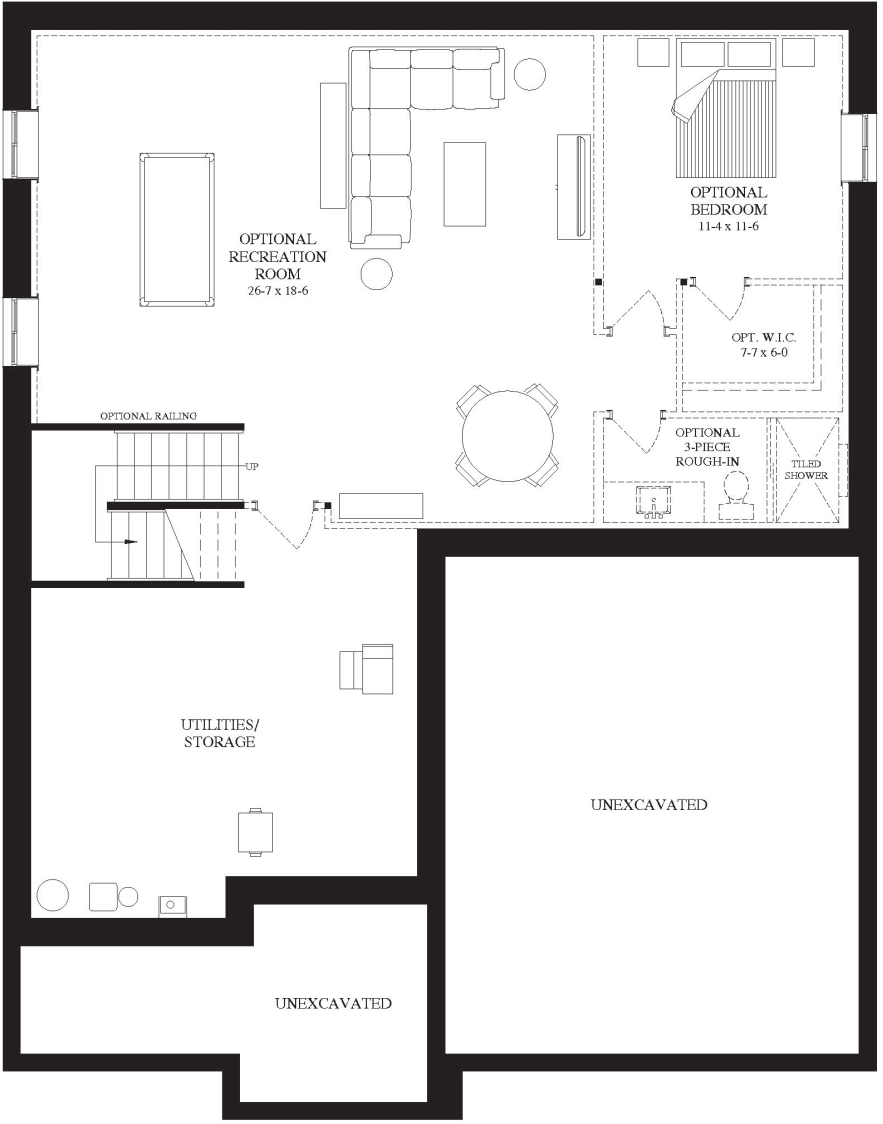 OPTIONAL
BEDROOM
11-4 x 11-6
OPTIONAL
RECREATION
ROOM
26-7 x 18-6
OPT. W.I.C.
7-7 x 6-0
OPTIONAL RAILING
OPTIONAL
3-PIECE
ROUGH-IN
TILED
SHOWER
UP
UTILITIES/
STORAGE
UNEXCAVATED
UNEXCAVATED